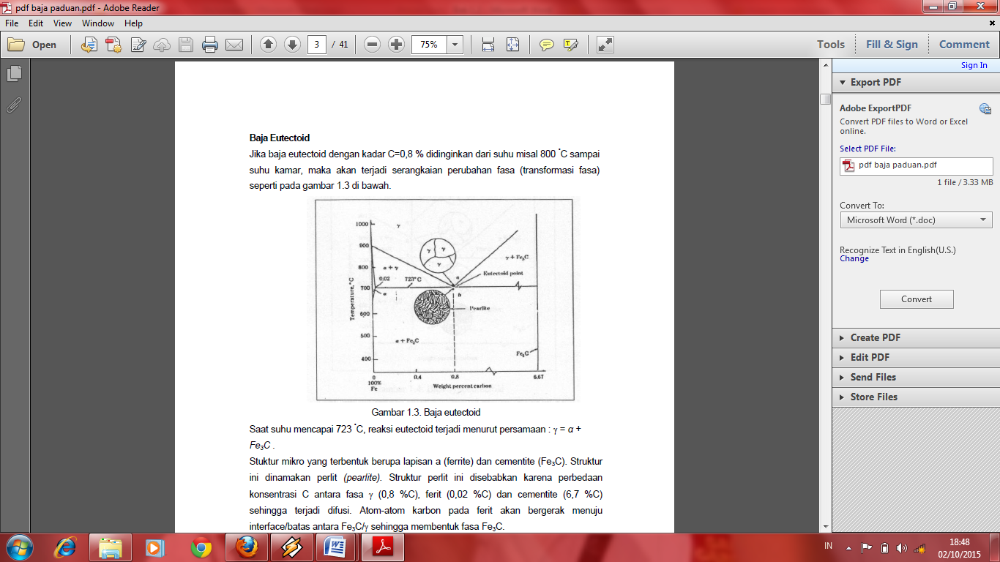 pdf baja paduan.pdf - Adobe Reader
File Edit View Window Help
Open 3 / 41 75% Tools Fill & Sign Comment
Sign In
Export PDF
Adobe ExportPDF
Convert PDF files to Word or Excel
online.
Select PDF File:
pdf baja paduan.pdf
1 file / 3.33 MB
Convert To:
Microsoft Word (*.doc)
Recognize Text in English(U.S.)
Change
Convert
Create PDF
Edit PDF
Send Files
Store Files
Baja Eutectoid
Jika baja eutectoid dengan kadar C=0,8 % didinginkan dari suhu misal 800 ˚C sampai
suhu kamar, maka akan terjadi serangkaian perubahan fasa (transformasi fasa)
seperti pada gambar 1.3 di bawah.
Temperature,°C
1000
900
800
700
600
500
400
γ
γ γ
γ
γ + Fe₃C
α + γ
a
Eutectoid point
0,02 723°C
α
b
Pearlite
α + Fe₃C
Fe₃C
0 0,4 0,8 6,67
100%
Fe
Weight percent carbon
Gambar 1.3. Baja eutectoid
Saat suhu mencapai 723 ˚C, reaksi eutectoid terjadi menurut persamaan : γ = α +
Fe₃C .
Stuktur mikro yang terbentuk berupa lapisan a (ferrite) dan cementite (Fe₃C). Struktur
ini dinamakan perlit (pearlite). Struktur perlit ini disebabkan karena perbedaan
konsentrasi C antara fasa γ (0,8 %C), ferit (0,02 %C) dan cementite (6,7 %C)
sehingga terjadi difusi. Atom-atom karbon pada ferit akan bergerak menuju
interface/batas antara Fe₃C/γ sehingga membentuk fasa Fe₃C.
IN
18:48
02/10/2015